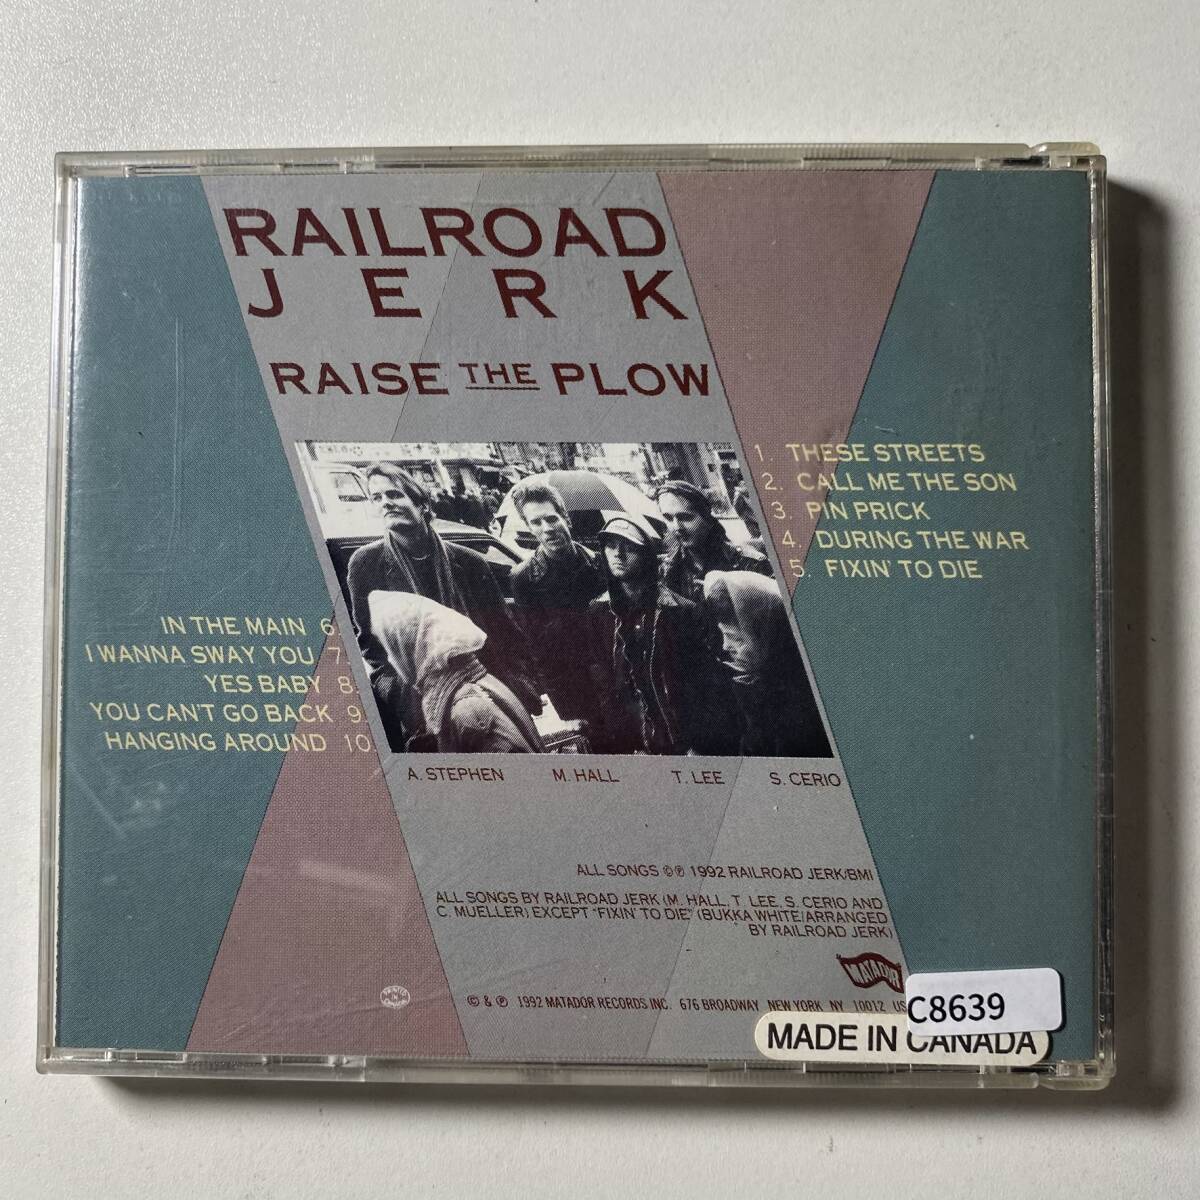 RAILROAD
JERK
RAISE THE PLOW
1. THESE STREETS
2. CALL ME THE SON
3. PIN PRICK
4. DURING THE WAR
5. FIXIN' TO DIE
IN THE MAIN 6.
I WANNA SWAY YOU 7.
YES BABY 8.
YOU CAN'T GO BACK 9.
HANGING AROUND 10.
A. STEPHEN M. HALL T. LEE S. CERIO
ALL SONGS ©℗ 1992 RAILROAD JERK/BMI
ALL SONGS BY RAILROAD JERK (M. HALL, T. LEE, S. CERIO AND
C. MUELLER) EXCEPT "FIXIN' TO DIE" (BUKKA WHITE/ARRANGED
BY RAILROAD JERK)
MATADOR
PRINTED IN CANADA
© & ℗ 1992 MATADOR RECORDS INC. 676 BROADWAY NEW YORK NY 10012 US
C8639
MADE IN CANADA